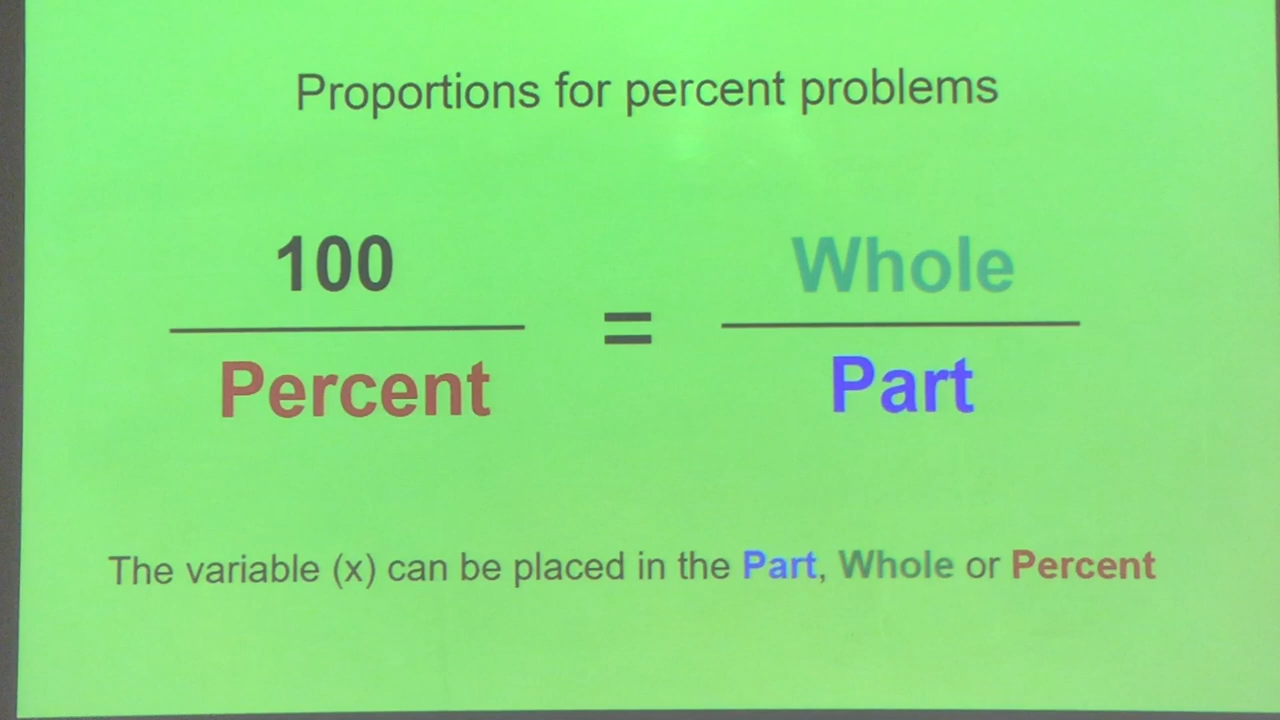 Proportions for percent problems
100
Percent
=
Whole
Part
The variable (x) can be placed in the Part, Whole or Percent